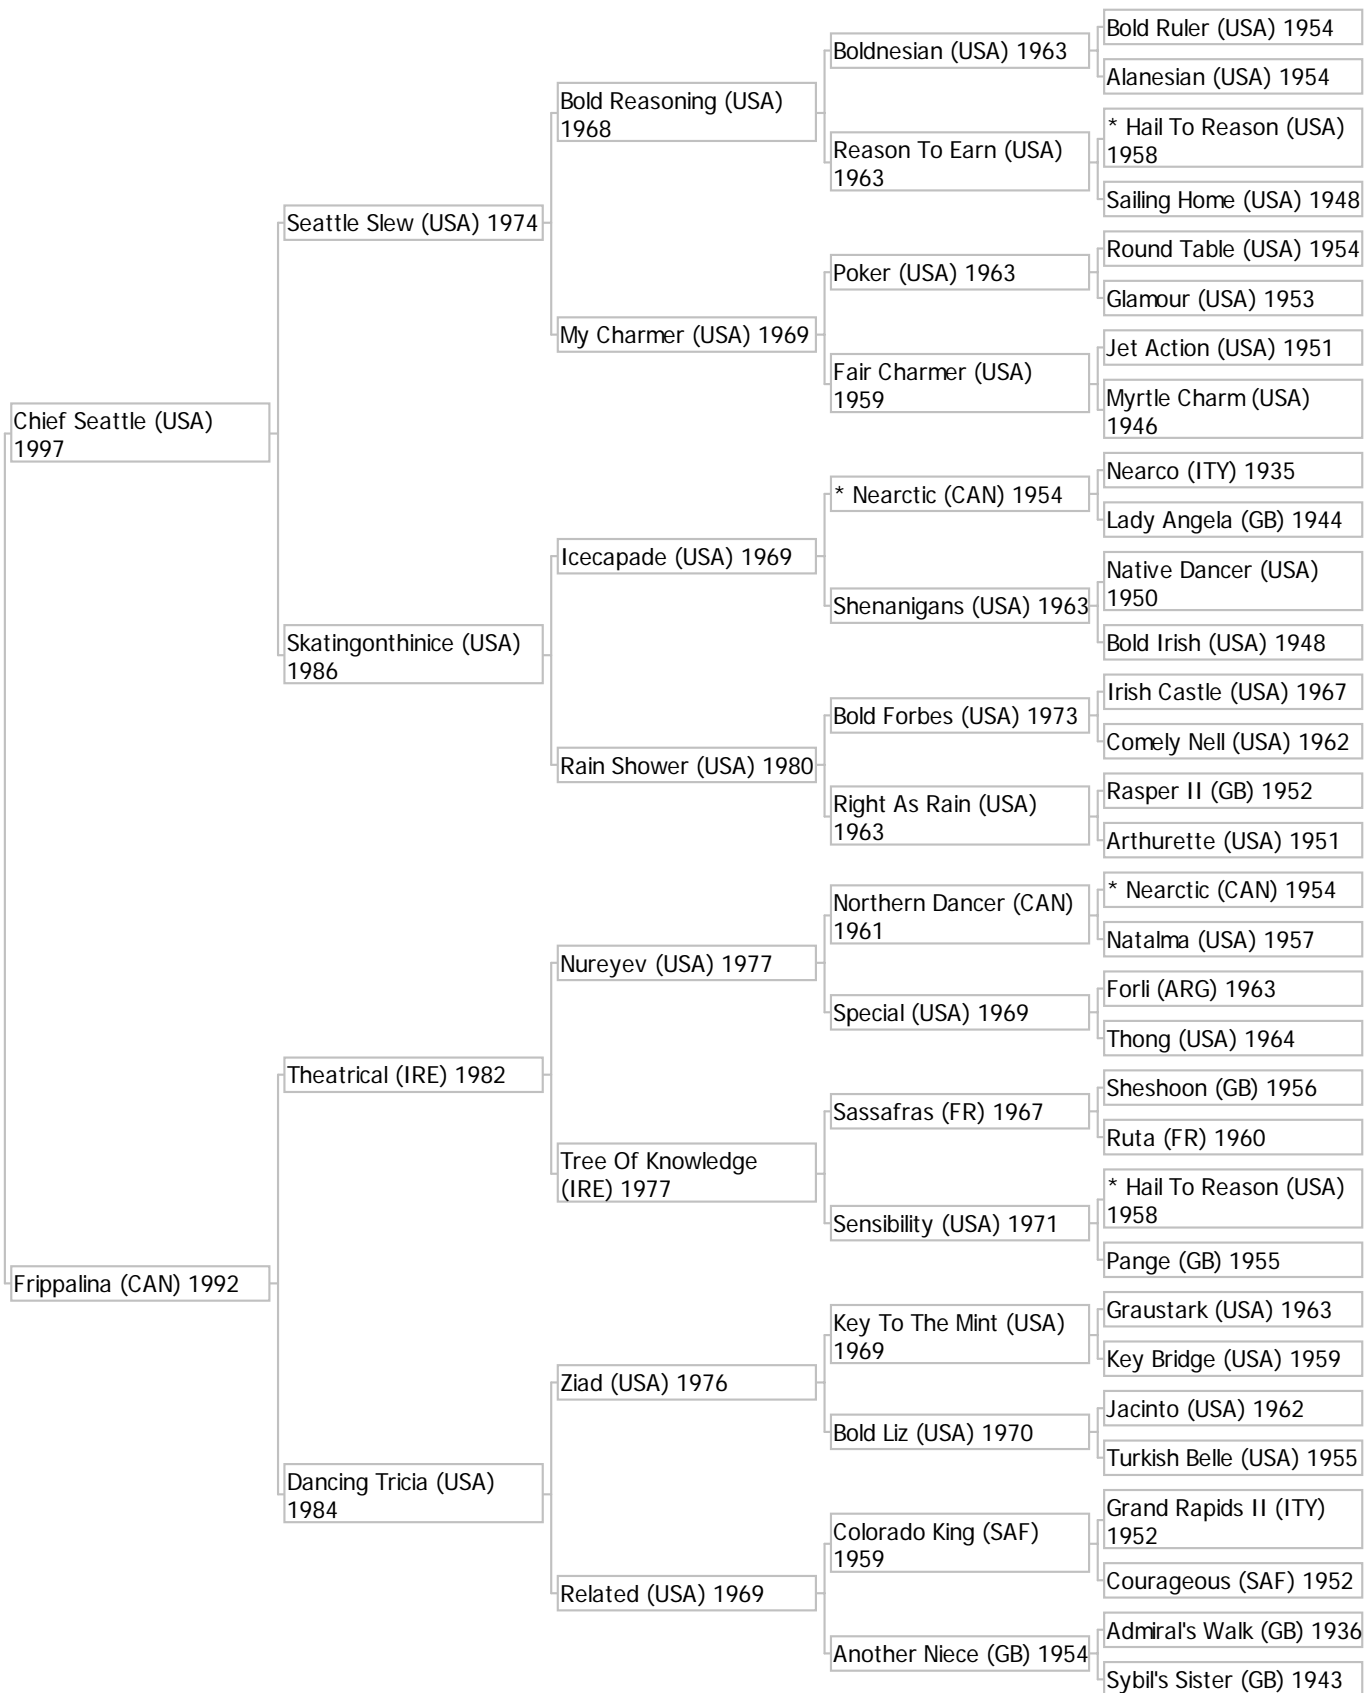 Chief Seattle (USA)
1997
Frippalina (CAN) 1992
Seattle Slew (USA) 1974
Skatingonthinice (USA)
1986
Theatrical (IRE) 1982
Dancing Tricia (USA)
1984
Bold Reasoning (USA)
1968
My Charmer (USA) 1969
Icecapade (USA) 1969
Rain Shower (USA) 1980
Nureyev (USA) 1977
Tree Of Knowledge
(IRE) 1977
Ziad (USA) 1976
Related (USA) 1969
Boldnesian (USA) 1963
Reason To Earn (USA)
1963
Poker (USA) 1963
Fair Charmer (USA)
1959
* Nearctic (CAN) 1954
Shenanigans (USA) 1963
Bold Forbes (USA) 1973
Right As Rain (USA)
1963
Northern Dancer (CAN)
1961
Special (USA) 1969
Sassafras (FR) 1967
Sensibility (USA) 1971
Key To The Mint (USA)
1969
Bold Liz (USA) 1970
Colorado King (SAF)
1959
Another Niece (GB) 1954
Bold Ruler (USA) 1954
Alanesian (USA) 1954
* Hail To Reason (USA)
1958
Sailing Home (USA) 1948
Round Table (USA) 1954
Glamour (USA) 1953
Jet Action (USA) 1951
Myrtle Charm (USA)
1946
Nearco (ITY) 1935
Lady Angela (GB) 1944
Native Dancer (USA)
1950
Bold Irish (USA) 1948
Irish Castle (USA) 1967
Comely Nell (USA) 1962
Rasper II (GB) 1952
Arthurette (USA) 1951
* Nearctic (CAN) 1954
Natalma (USA) 1957
Forli (ARG) 1963
Thong (USA) 1964
Sheshoon (GB) 1956
Ruta (FR) 1960
* Hail To Reason (USA)
1958
Pange (GB) 1955
Graustark (USA) 1963
Key Bridge (USA) 1959
Jacinto (USA) 1962
Turkish Belle (USA) 1955
Grand Rapids II (ITY)
1952
Courageous (SAF) 1952
Admiral's Walk (GB) 1936
Sybil's Sister (GB) 1943